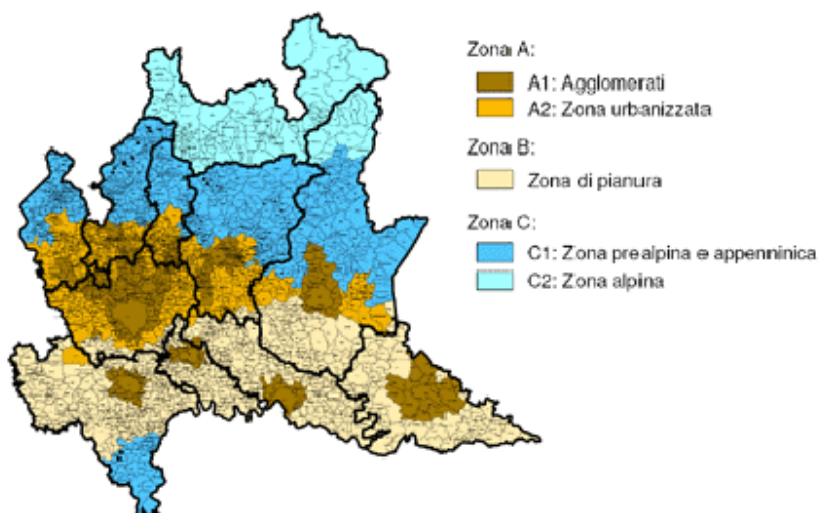 Zona A:
A1: Agglomerati
A2: Zona urbanizzata
Zona B:
Zona di pianura
Zona C:
C1: Zona prealpina e appenninica
C2: Zona alpina